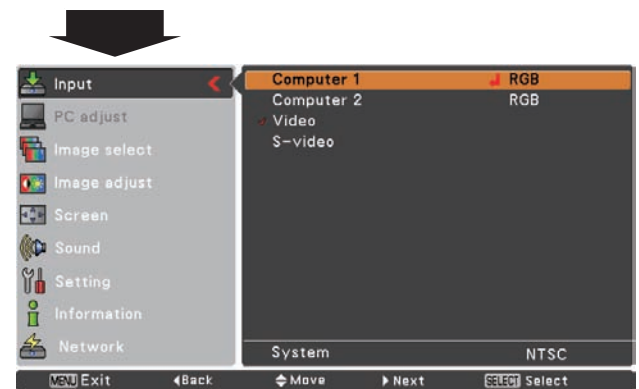 Input
PC adjust
Image select
Image adjust
Screen
Sound
Setting
Information
Network
Computer 1 RGB
Computer 2 RGB
Video
S-video
System NTSC
MENU Exit Back Move Next SELECT Select